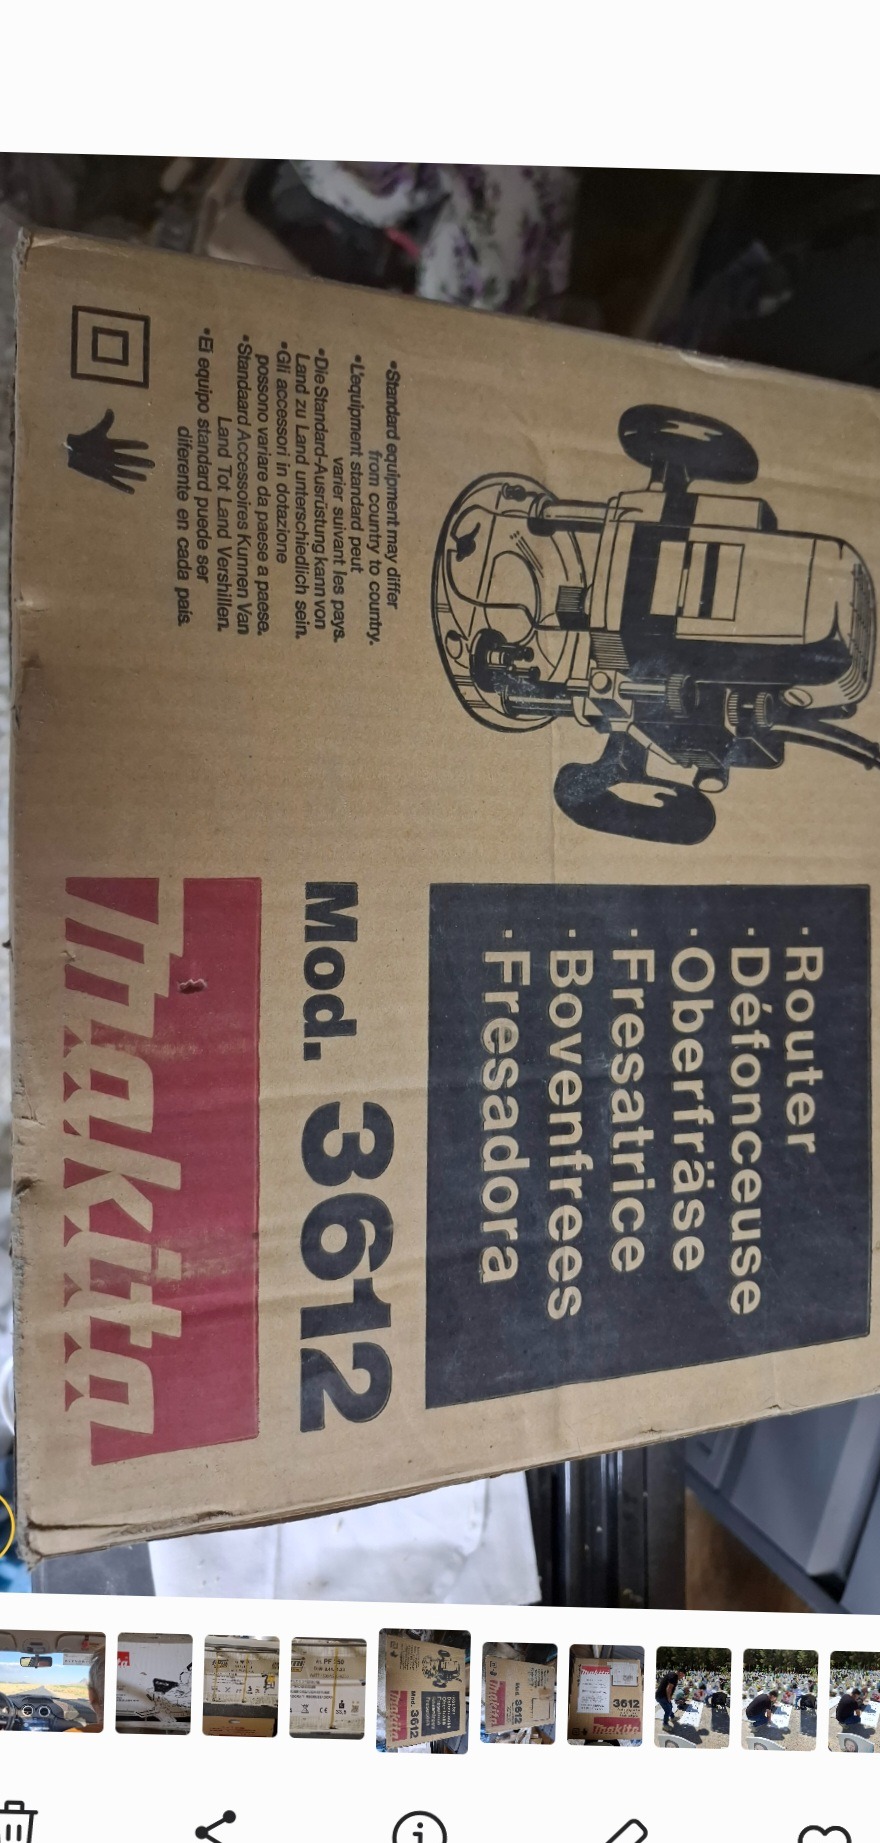 · Router
· Défonceuse
· Oberfräse
· Fresatrice
· Bovenfrees
· Fresadora
Mod. 3612
makita
•Standard equipment may differ
from country to country.
•L'equipment standard peut
varier suivant les pays.
•Die Standard-Ausrüstung kann von
Land zu Land unterschiedlich sein.
•Gli accessori in dotazione
possono variare da paese a paese.
•Standaard Accessoires Kunnen Van
Land Tot Land Vershillen.
•El equipo standard puede ser
diferente en cada país.
3612
makita